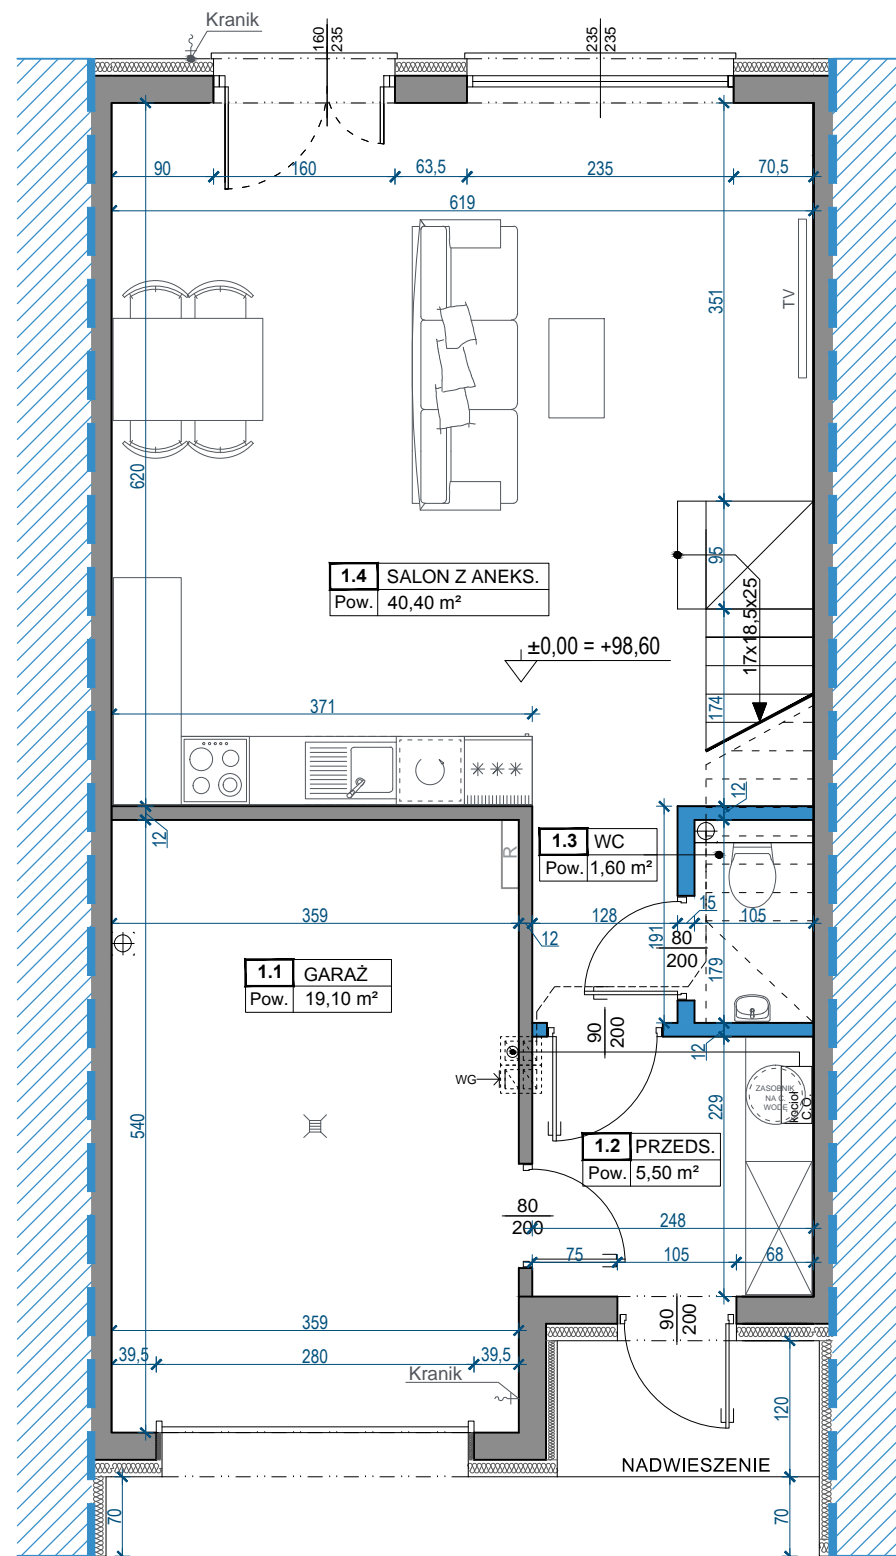 Kranik
160
235
235
235
90
160
63,5
235
70,5
619
351
TV
620
95
1.4 SALON Z ANEKS.
Pow. 40,40 m²
17x18,5x25
±0,00 = +98,60
371
174
12
12
R
1.3 WC
Pow. 1,60 m²
359
12
128
15
105
191
80
200
179
1.1 GARAŻ
Pow. 19,10 m²
90
200
12
WG
ZASOBNIK
NA C.
WODĘ
kocioł
C.O.
229
540
1.2 PRZEDS.
Pow. 5,50 m²
80
200
248
75
105
68
359
90
200
39,5
280
39,5
Kranik
120
NADWIESZENIE
70
70